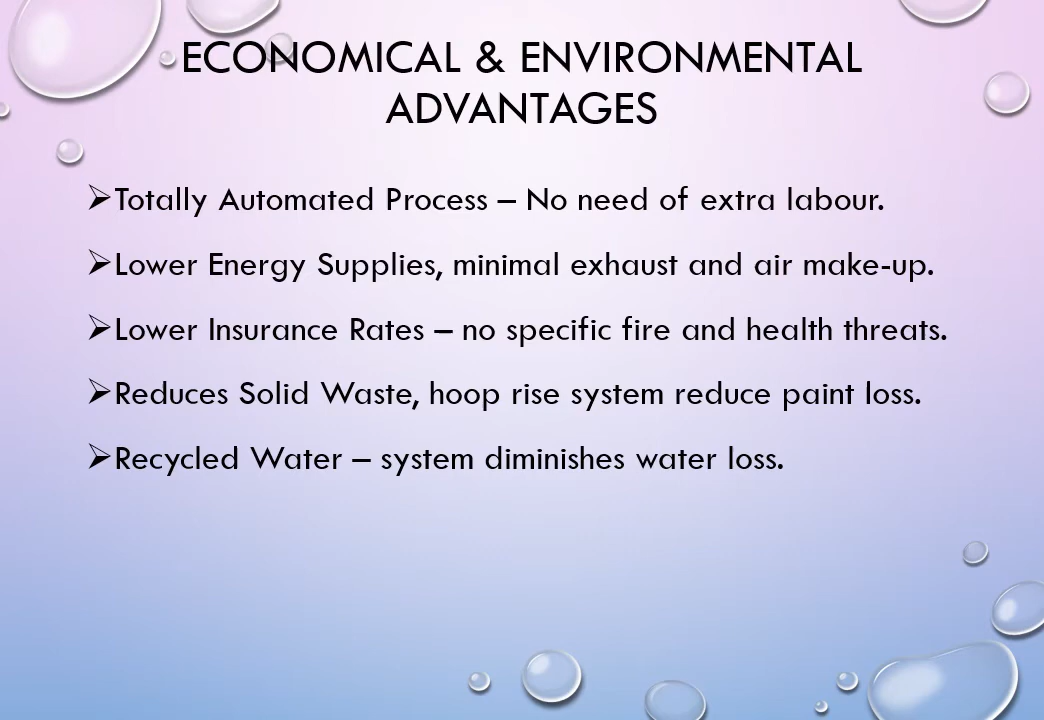 ECONOMICAL & ENVIRONMENTAL
ADVANTAGES
➢Totally Automated Process – No need of extra labour.
➢Lower Energy Supplies, minimal exhaust and air make-up.
➢Lower Insurance Rates – no specific fire and health threats.
➢Reduces Solid Waste, hoop rise system reduce paint loss.
➢Recycled Water – system diminishes water loss.